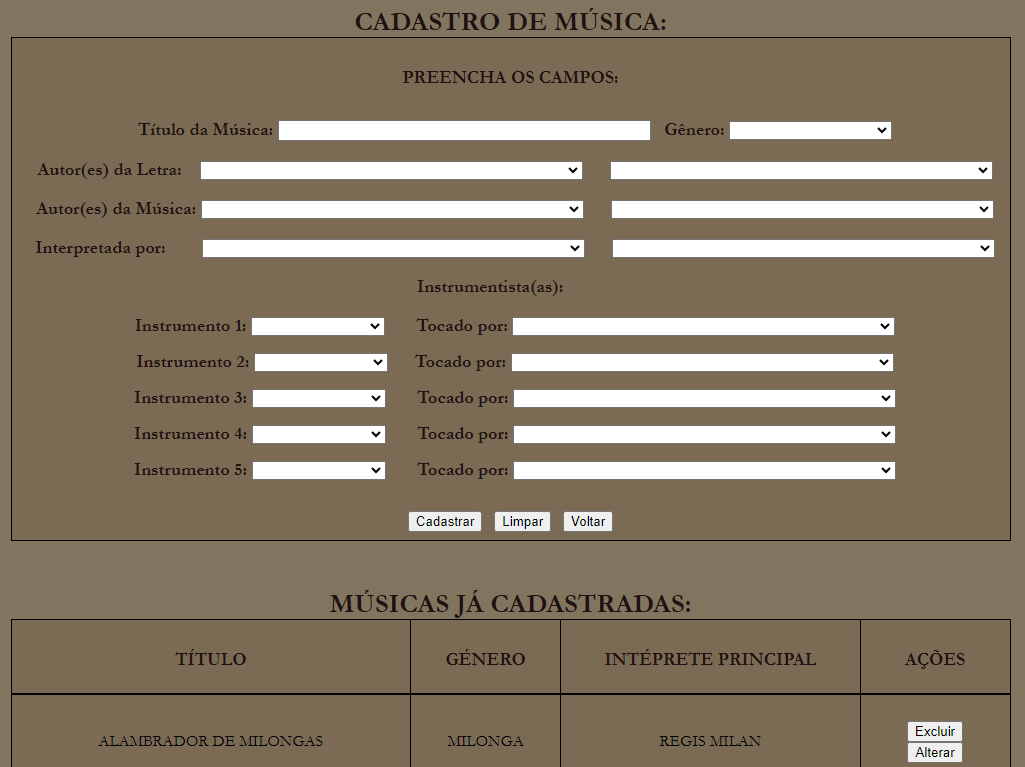 CADASTRO DE MÚSICA:
PREENCHA OS CAMPOS:
Título da Música: Gênero:
Autor(es) da Letra:
Autor(es) da Música:
Interpretada por:
Instrumentista(as):
Instrumento 1: Tocado por:
Instrumento 2: Tocado por:
Instrumento 3: Tocado por:
Instrumento 4: Tocado por:
Instrumento 5: Tocado por:
Cadastrar Limpar Voltar
MÚSICAS JÁ CADASTRADAS:
TÍTULO GÉNERO INTÉPRETE PRINCIPAL AÇÕES
ALAMBRADOR DE MILONGAS MILONGA REGIS MILAN Excluir
Alterar